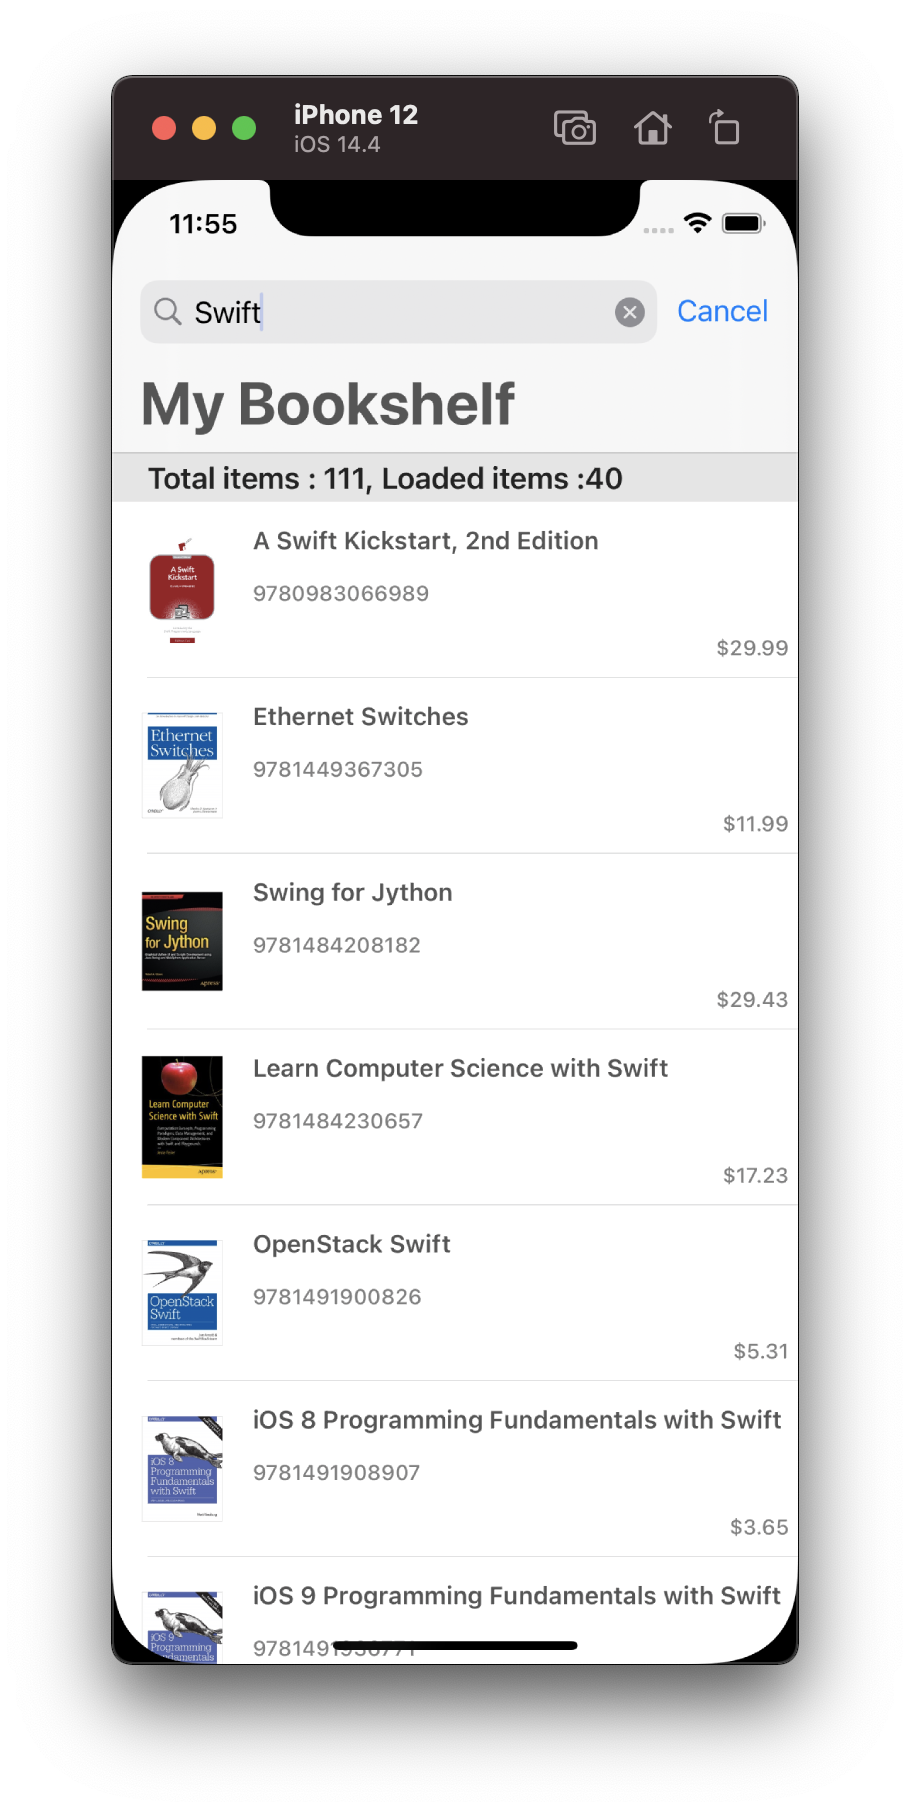 iPhone 12
iOS 14.4
11:55
Swift
Cancel
My Bookshelf
Total items : 111, Loaded items :40
A Swift
Kickstart
A Swift Kickstart, 2nd Edition
9780983066989
$29.99
Ethernet
Switches
Ethernet Switches
9781449367305
$11.99
Swing
for Jython
Apress
Swing for Jython
9781484208182
$29.43
Learn Computer
Science with Swift
Apress
Learn Computer Science with Swift
9781484230657
$17.23
OpenStack
Swift
OpenStack Swift
9781491900826
$5.31
iOS 8
Programming
Fundamentals
with Swift
iOS 8 Programming Fundamentals with Swift
9781491908907
$3.65
iOS 9
Programming
iOS 9 Programming Fundamentals with Swift